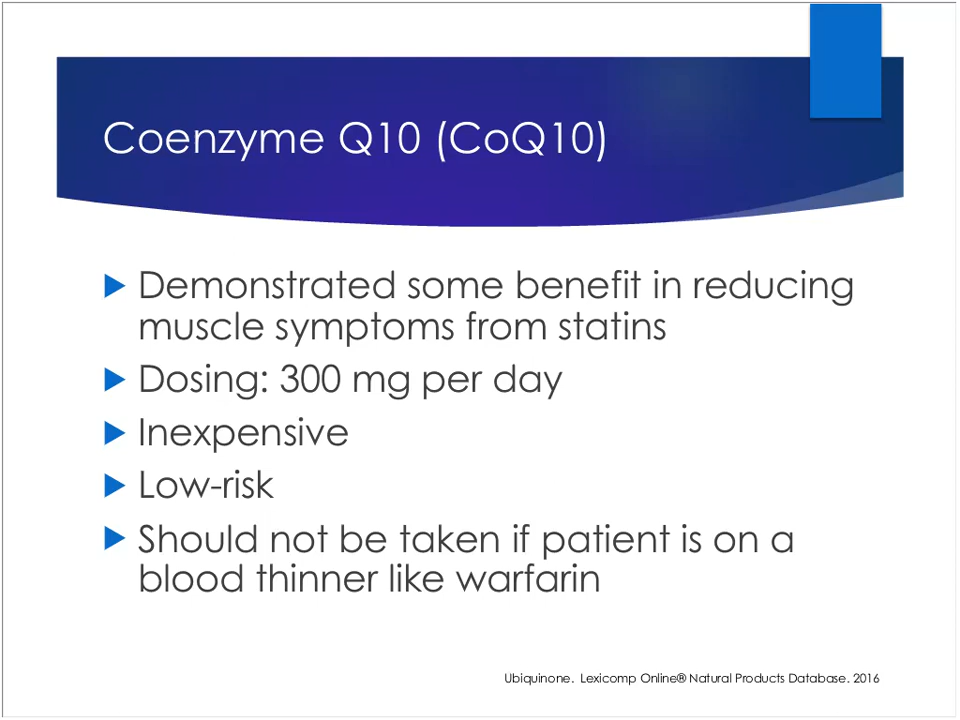 Coenzyme Q10 (CoQ10)
Demonstrated some benefit in reducing
muscle symptoms from statins
Dosing: 300 mg per day
Inexpensive
Low-risk
Should not be taken if patient is on a
blood thinner like warfarin
Ubiquinone. Lexicomp Online® Natural Products Database. 2016